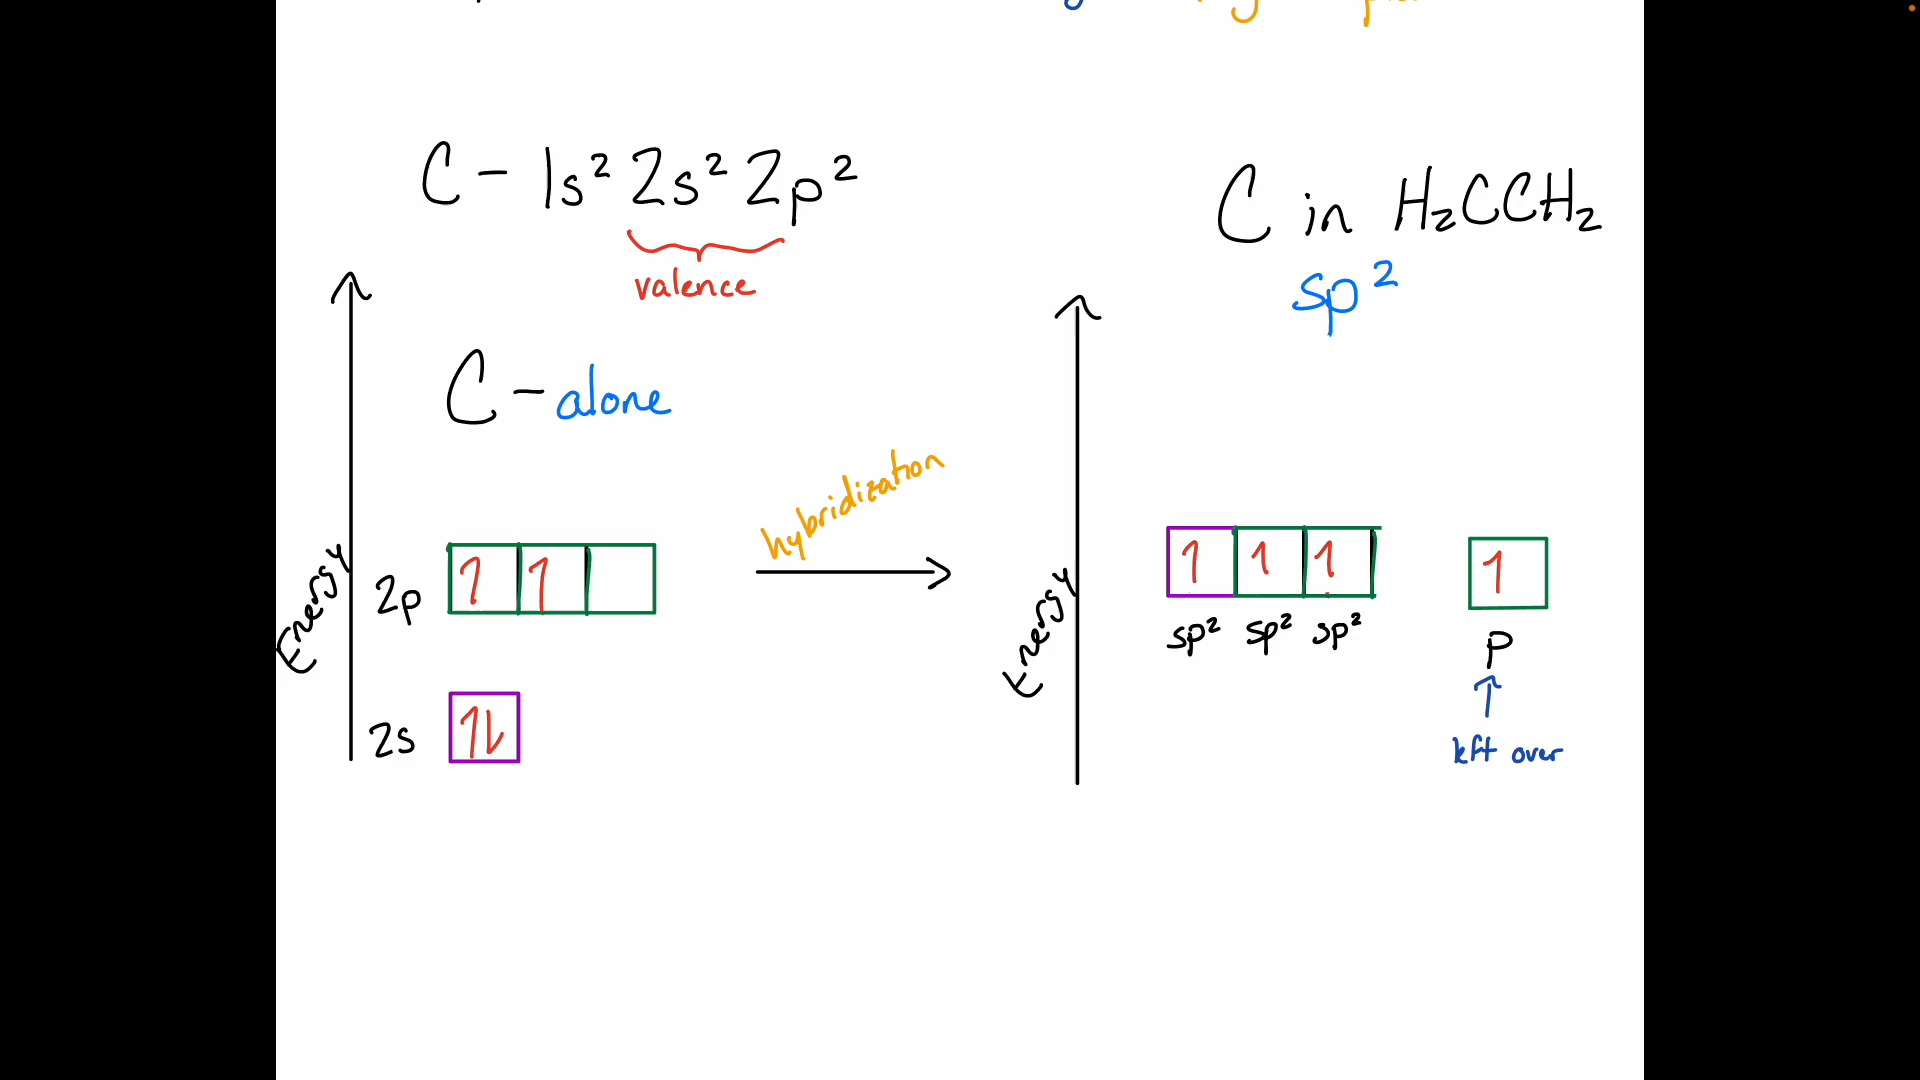 C - 1s² 2s² 2p²
valence
C - alone
Energy
2p
2s
hybridization
C in H₂CCH₂
sp²
Energy
sp² sp² sp²
p
left over